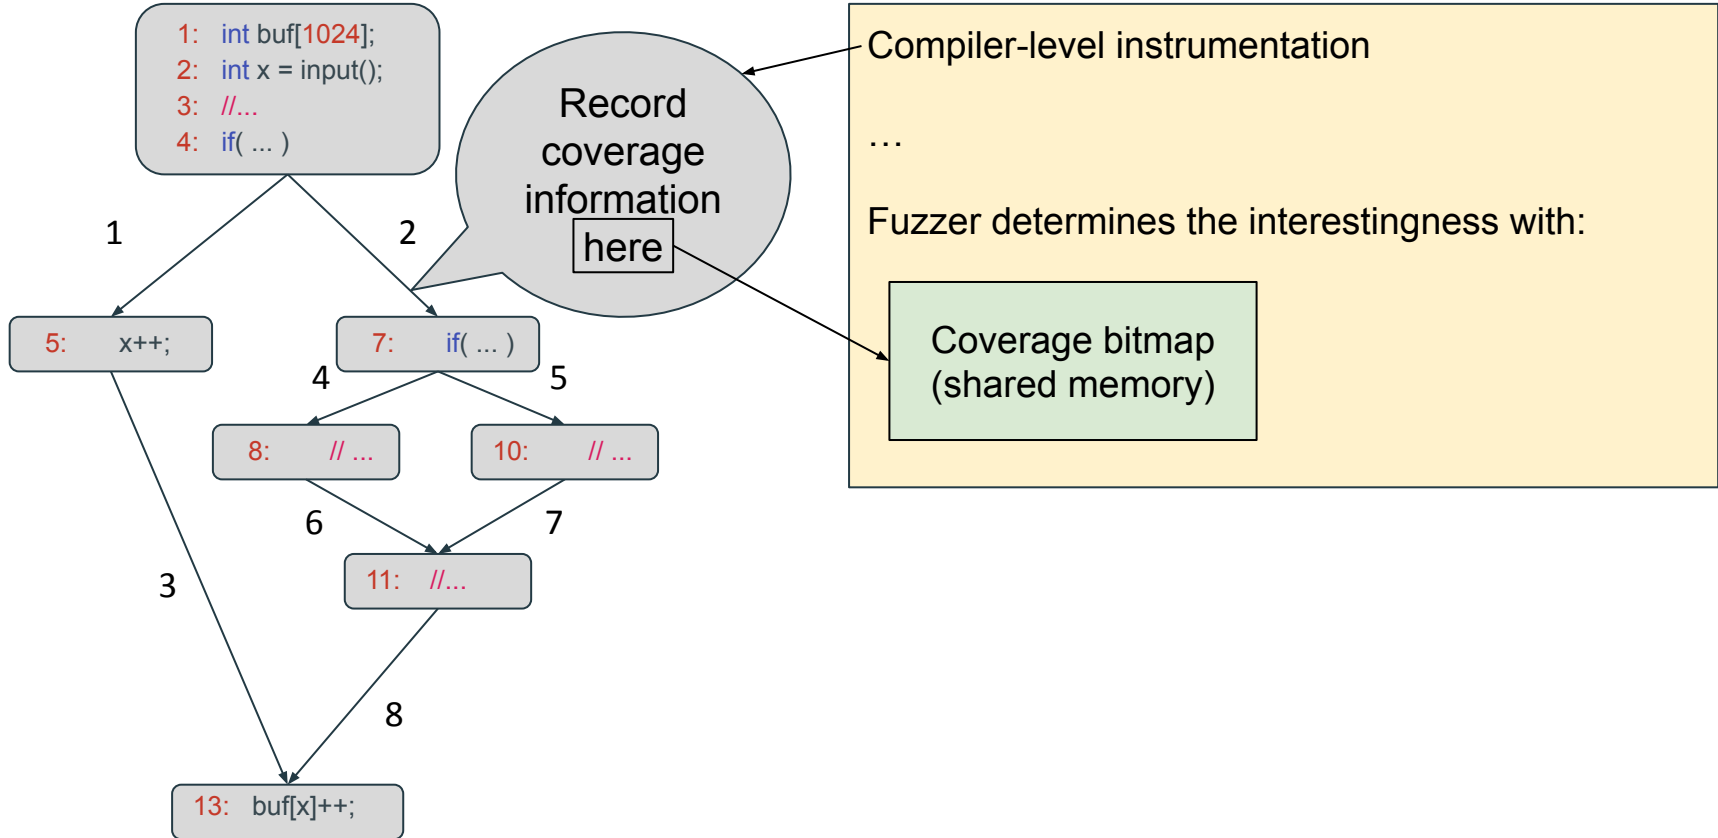 1: int buf[1024];
2: int x = input();
3: //...
4: if( ... )
Record
coverage
information
here
Compiler-level instrumentation
…
Fuzzer determines the interestingness with:
Coverage bitmap
(shared memory)
1
2
5: x++;
7: if( ... )
4
5
8: // ...
10: // ...
6
7
11: //...
3
8
13: buf[x]++;